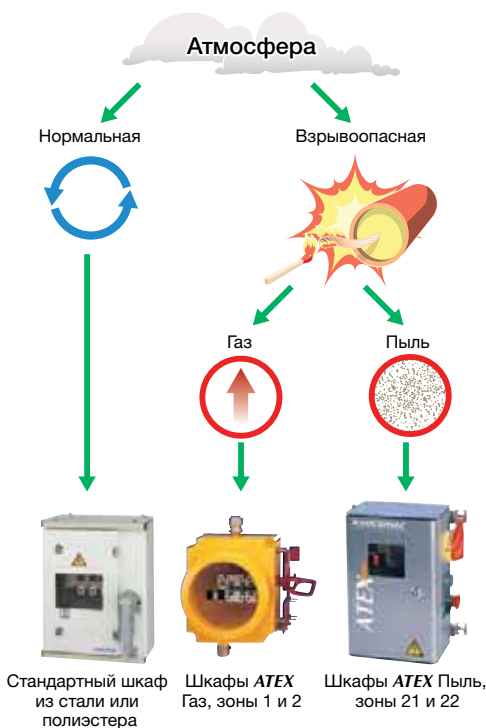 Атмосфера
Нормальная
Взрывоопасная
Газ
Пыль
ATEX
Стандартный шкаф
из стали или
полиэстера
Шкафы ATEX
Газ, зоны 1 и 2
Шкафы ATEX Пыль,
зоны 21 и 22